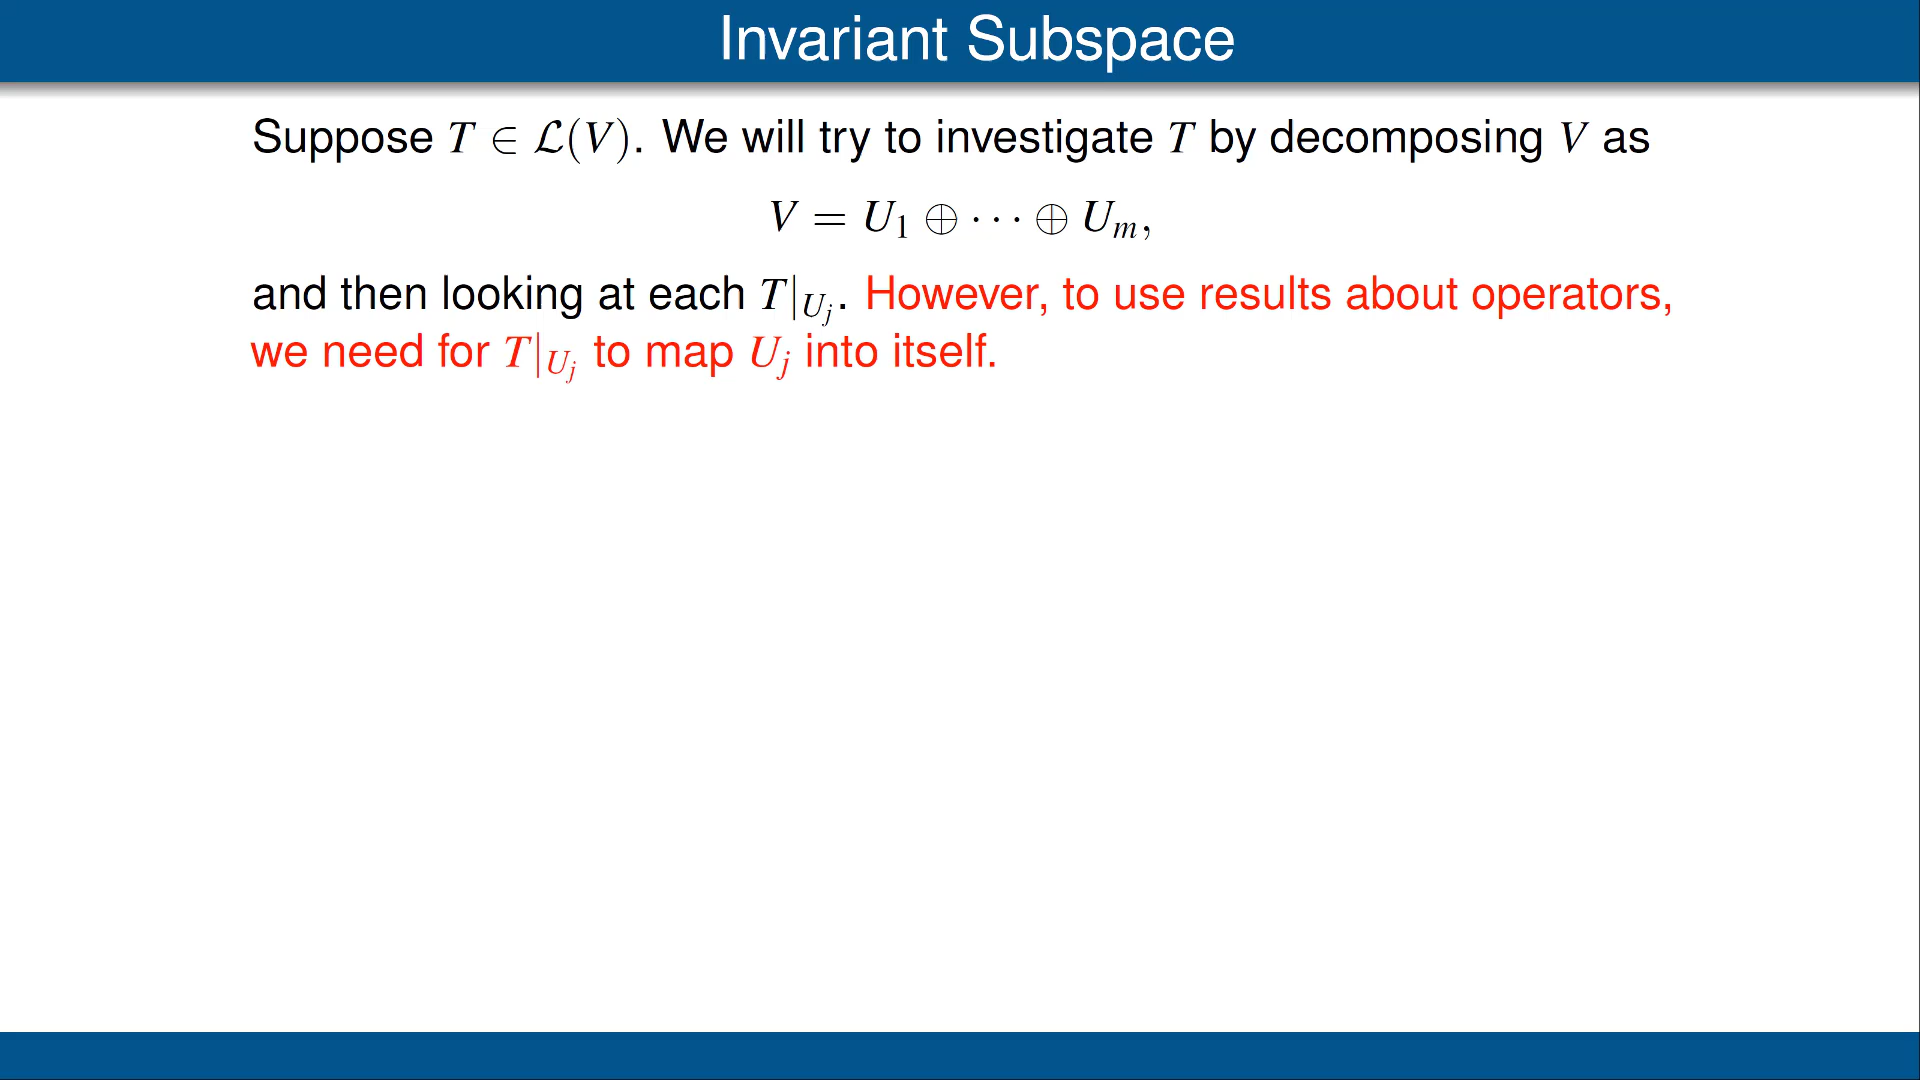 Invariant Subspace
Suppose T ∈ ℒ(V). We will try to investigate T by decomposing V as
V = U₁ ⊕ ⋯ ⊕ Uₘ,
and then looking at each T|_{U_j}. However, to use results about operators,
we need for T|_{U_j} to map U_j into itself.